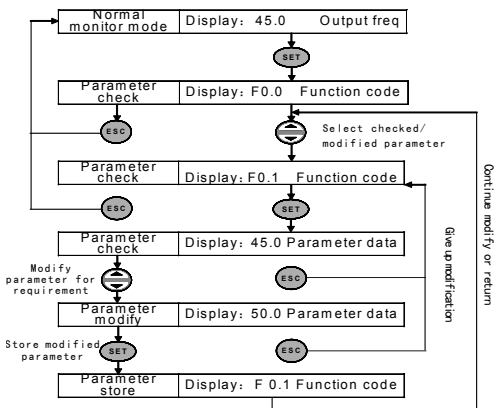 Normal
monitor mode
Display: 45.0 Output freq
SET
Parameter
check
Display: F0.0 Function code
ESC
Select checked/
modified parameter
Parameter
check
Display: F0.1 Function code
ESC
SET
Parameter
check
Display: 45.0 Parameter data
Modify
parameter for
requirement
ESC
Parameter
modify
Display: 50.0 Parameter data
Store modified
parameter
SET
ESC
Parameter
store
Display: F 0.1 Function code
Give up modification
Continue modify or return